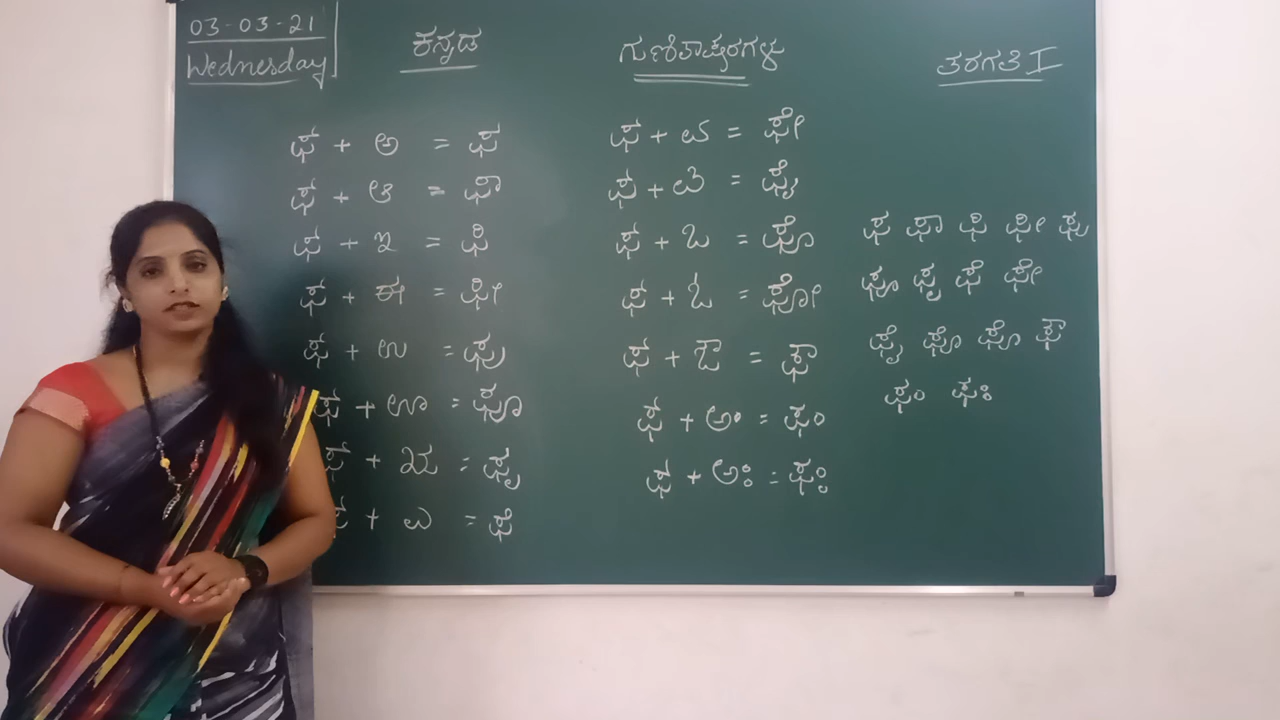 03-03-21
Wednesday
ಕನ್ನಡ
ಗುಣಿತಾಕ್ಷರಗಳು
ತರಗತಿ I
ಫ್ + ಅ = ಫ
ಫ್ + ಆ = ಫಾ
ಫ್ + ಇ = ಫಿ
ಫ್ + ಈ = ಫೀ
ಫ್ + ಉ = ಫು
ಫ್ + ಊ = ಫೂ
ಫ್ + ಋ = ಫೃ
ಫ್ + ಎ = ಫೆ
ಫ್ + ಏ = ಫೇ
ಫ್ + ಐ = ಫೈ
ಫ್ + ಒ = ಫೊ
ಫ್ + ಓ = ಫೋ
ಫ್ + ಔ = ಫೌ
ಫ್ + ಅಂ = ಫಂ
ಫ್ + ಅಃ = ಫಃ
ಫ ಫಾ ಫಿ ಫೀ ಫು
ಫೂ ಫೃ ಫೆ ಫೇ
ಫೈ ಫೊ ಫೋ ಫೌ
ಫಂ ಫಃ